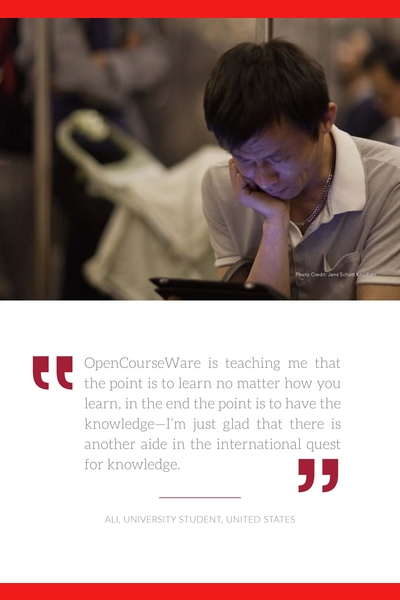 Photo Credit: Jens Schott Knudsen
❝
OpenCourseWare is teaching me that
the point is to learn no matter how you
learn, in the end the point is to have the
knowledge—I'm just glad that there is
another aide in the international quest
for knowledge.
❞
ALI, UNIVERSITY STUDENT, UNITED STATES